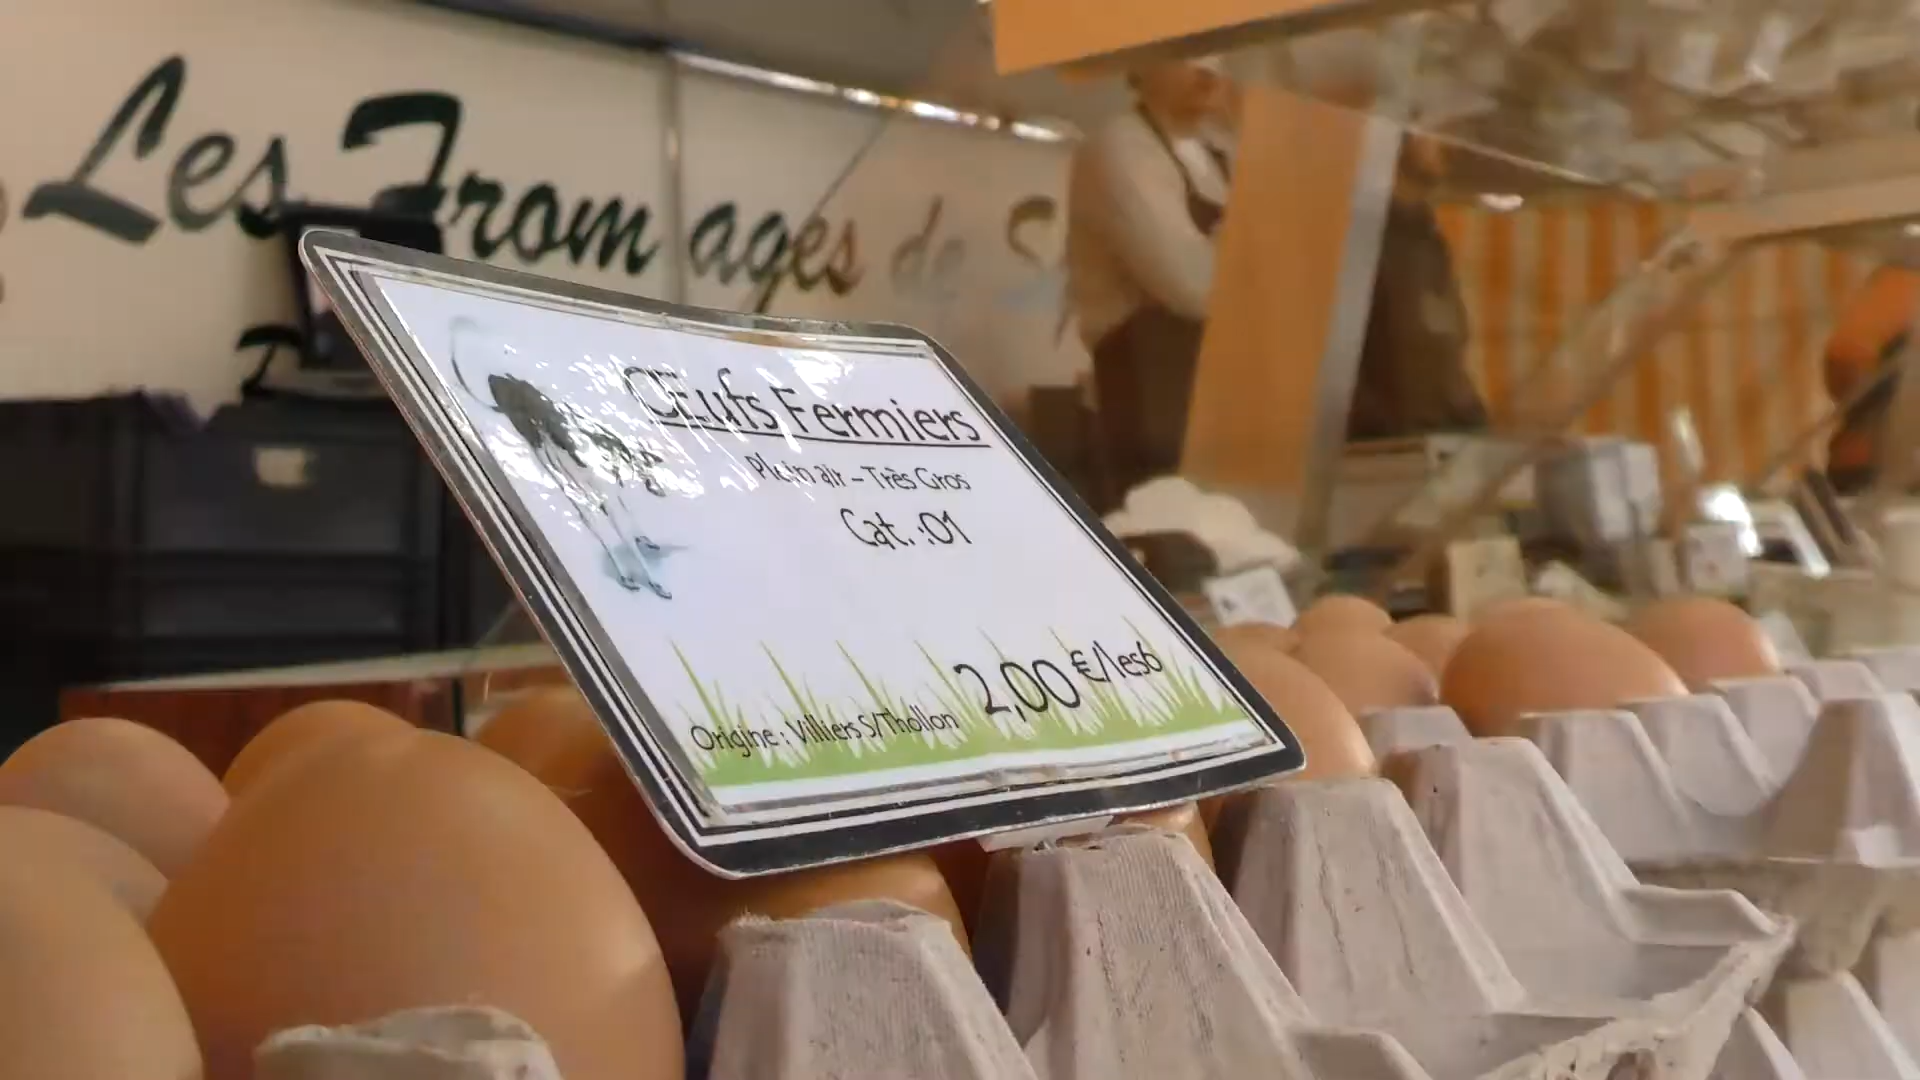 Les Fromages de
Œufs Fermiers
Plein air – Très Gros
Cat. :01
2,00 €/les6
Origine : Villiers S/Thollon